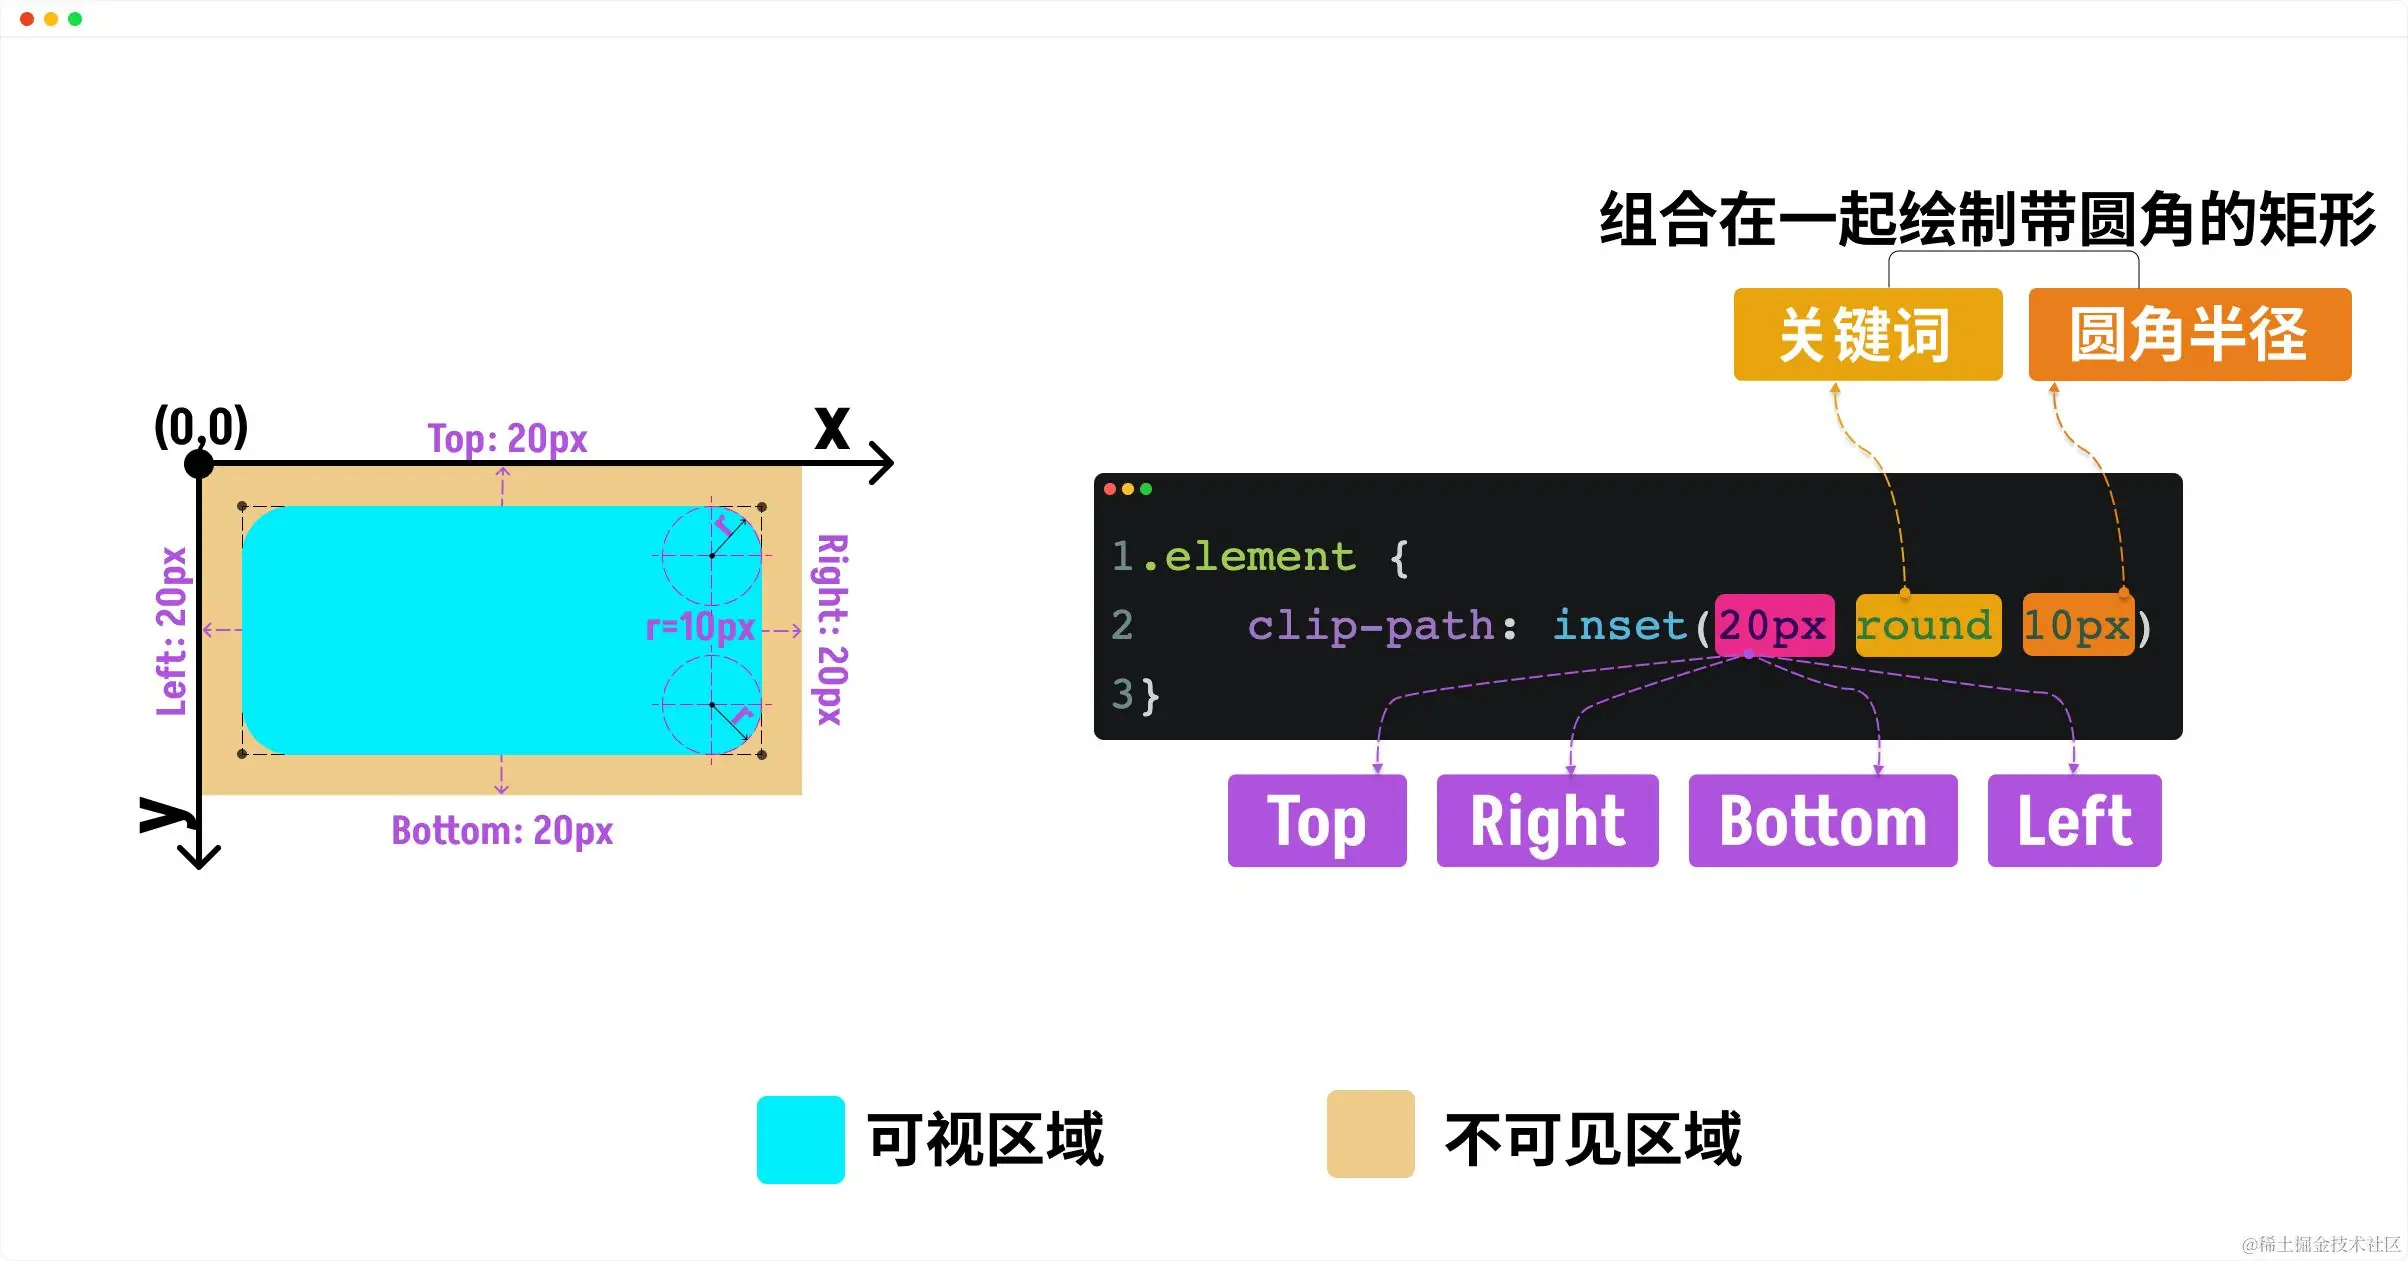 组合在一起绘制带圆角的矩形
关键词
圆角半径
(0,0)
x
Top: 20px
Left: 20px
r
r=10px
r
Right: 20px
Bottom: 20px
y
1.element {
2 clip-path: inset(20px round 10px)
3}
Top
Right
Bottom
Left
可视区域
不可见区域
@稀土掘金技术社区